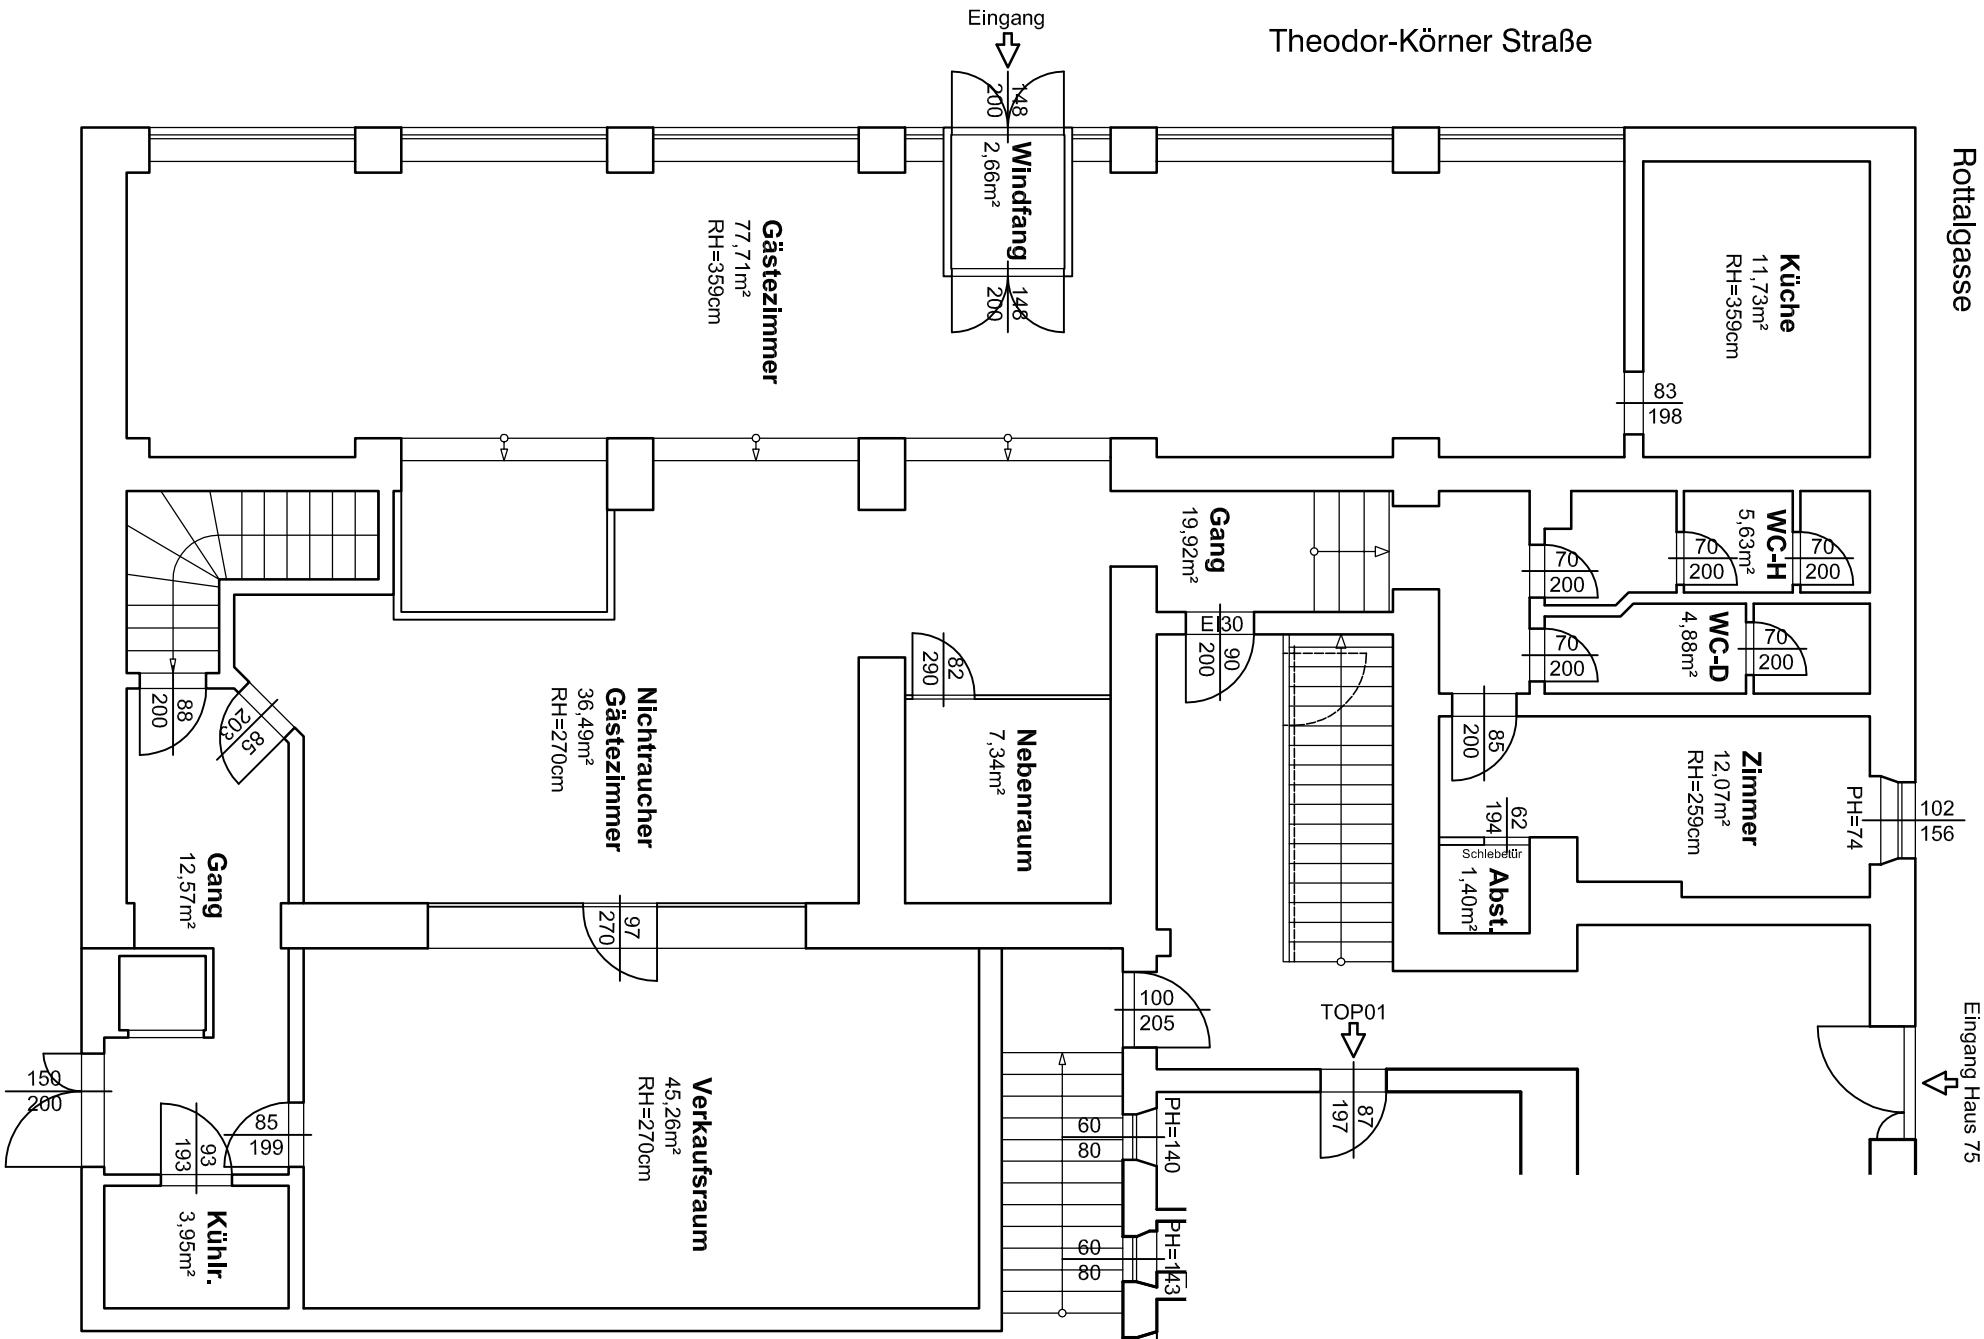 Eingang
Theodor-Körner Straße
Rottalgasse
148
200
Windfang
2,66m²
148
200
Gästezimmer
77,71m²
RH=359cm
Küche
11,73m²
RH=359cm
83
198
Gang
19,92m²
WC-H
5,63m²
70
200
70
200
70
200
WC-D
4,88m²
70
200
70
200
EI30
90
200
82
290
88
200
85
203
Nichtraucher
Gästezimmer
36,49m²
RH=270cm
Nebenraum
7,34m²
85
200
Zimmer
12,07m²
RH=259cm
PH=74
102
156
62
194
Schiebetür
Abst.
1,40m²
Gang
12,57m²
97
270
100
205
TOP01
87
197
Eingang Haus 75
150
200
85
199
93
193
Kühlr.
3,95m²
Verkaufsraum
45,26m²
RH=270cm
60
80
PH=140
60
80
PH=143